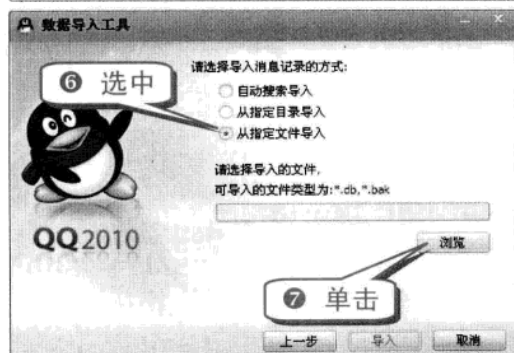 数据导入工具
请选择导入消息记录的方式:
❻ 选中
自动搜索导入
从指定目录导入
从指定文件导入
请选择导入的文件,
可导入的文件类型为:*.db,*.bak
QQ2010
浏览
❼ 单击
上一步 导入 取消